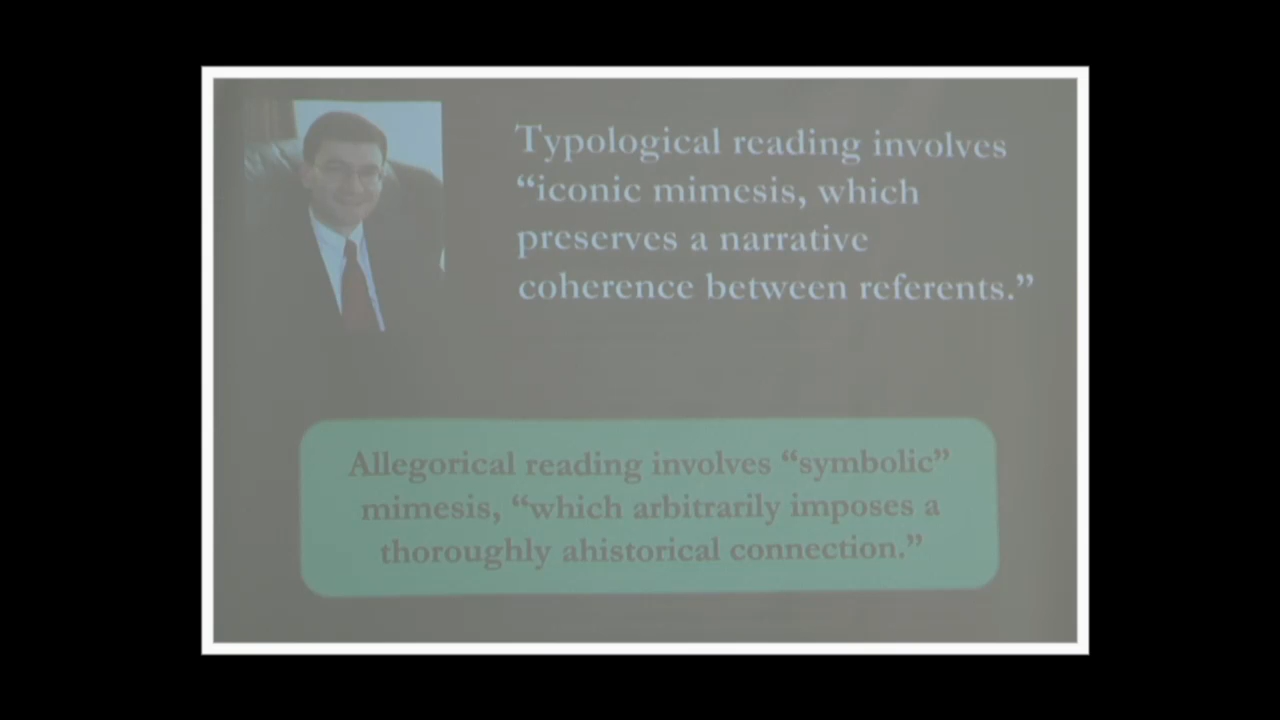 Typological reading involves
“iconic mimesis, which
preserves a narrative
coherence between referents.”
Allegorical reading involves “symbolic”
mimesis, “which arbitrarily imposes a
thoroughly ahistorical connection.”